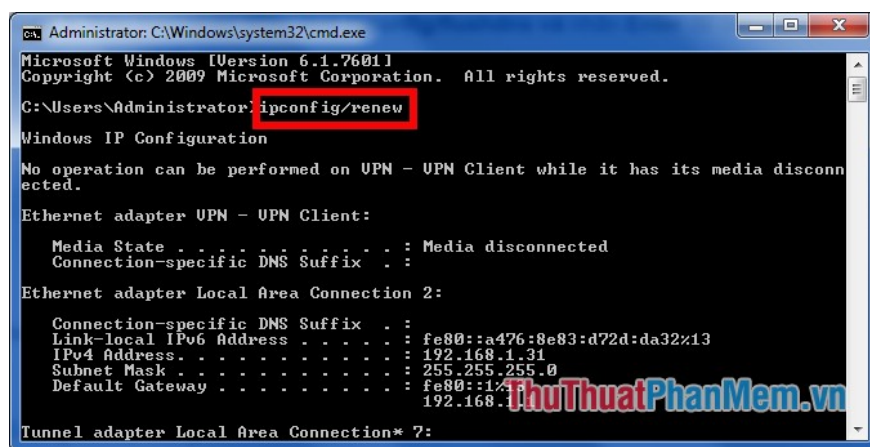 Administrator: C:\Windows\system32\cmd.exe
Microsoft Windows [Version 6.1.7601]
Copyright (c) 2009 Microsoft Corporation.  All rights reserved.
C:\Users\Administrator>ipconfig/renew
Windows IP Configuration
No operation can be performed on VPN - VPN Client while it has its media disconn
ected.
Ethernet adapter VPN - VPN Client:
Media State . . . . . . . . . . . : Media disconnected
Connection-specific DNS Suffix  . :
Ethernet adapter Local Area Connection 2:
Connection-specific DNS Suffix  . :
Link-local IPv6 Address . . . . . : fe80::a476:8e83:d72d:da32%13
IPv4 Address. . . . . . . . . . . : 192.168.1.31
Subnet Mask . . . . . . . . . . . : 255.255.255.0
Default Gateway . . . . . . . . . : fe80::1%13
192.168.1.1
ThuThuatPhanMem.vn
Tunnel adapter Local Area Connection* 7: